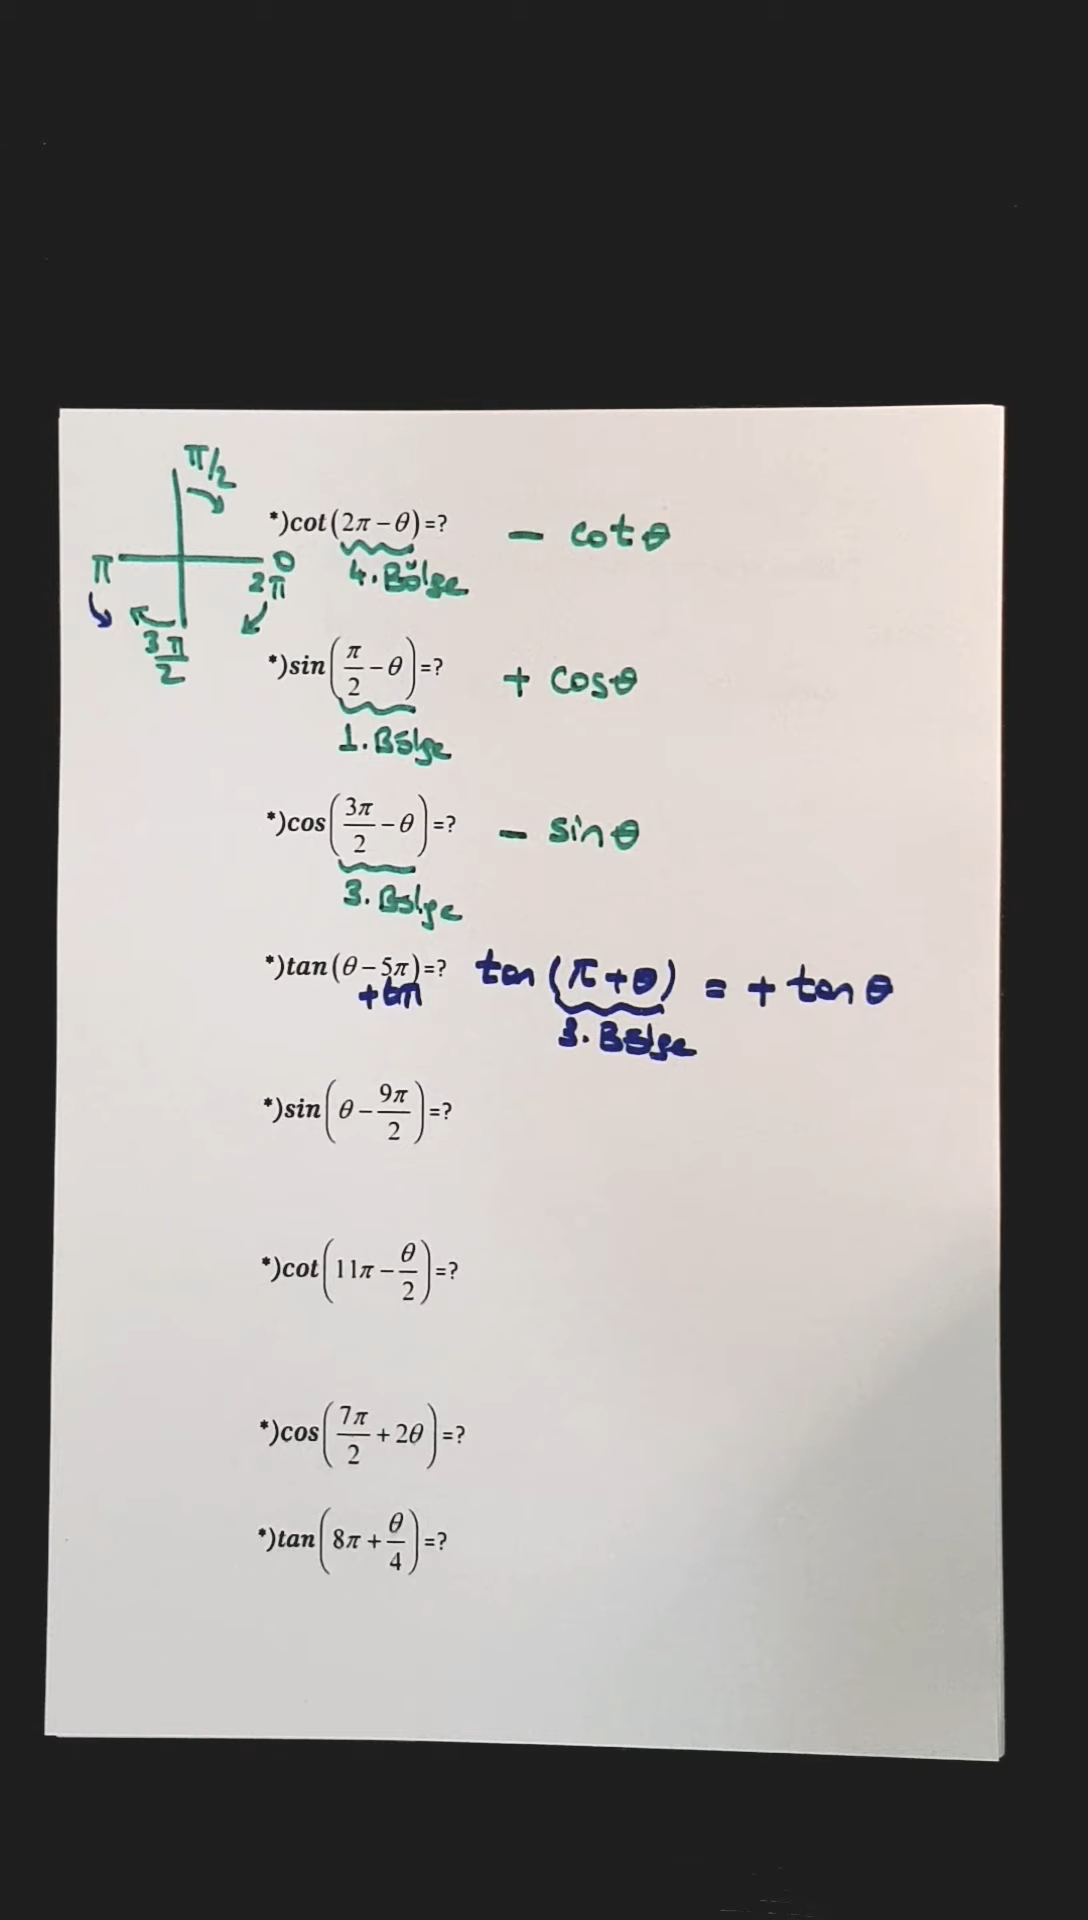 π/2
*)cot(2π−θ)=? − cot θ
π 0
2π
4.Bölge
3π/2
*)sin(π/2−θ)=? + cosθ
1.Bölge
*)cos(3π/2−θ)=? − sinθ
3.Bölge
*)tan(θ−5π)=? tan(π+θ) = + tanθ
+6π
3.Bölge
*)sin(θ−9π/2)=?
*)cot(11π−θ/2)=?
*)cos(7π/2+2θ)=?
*)tan(8π+θ/4)=?